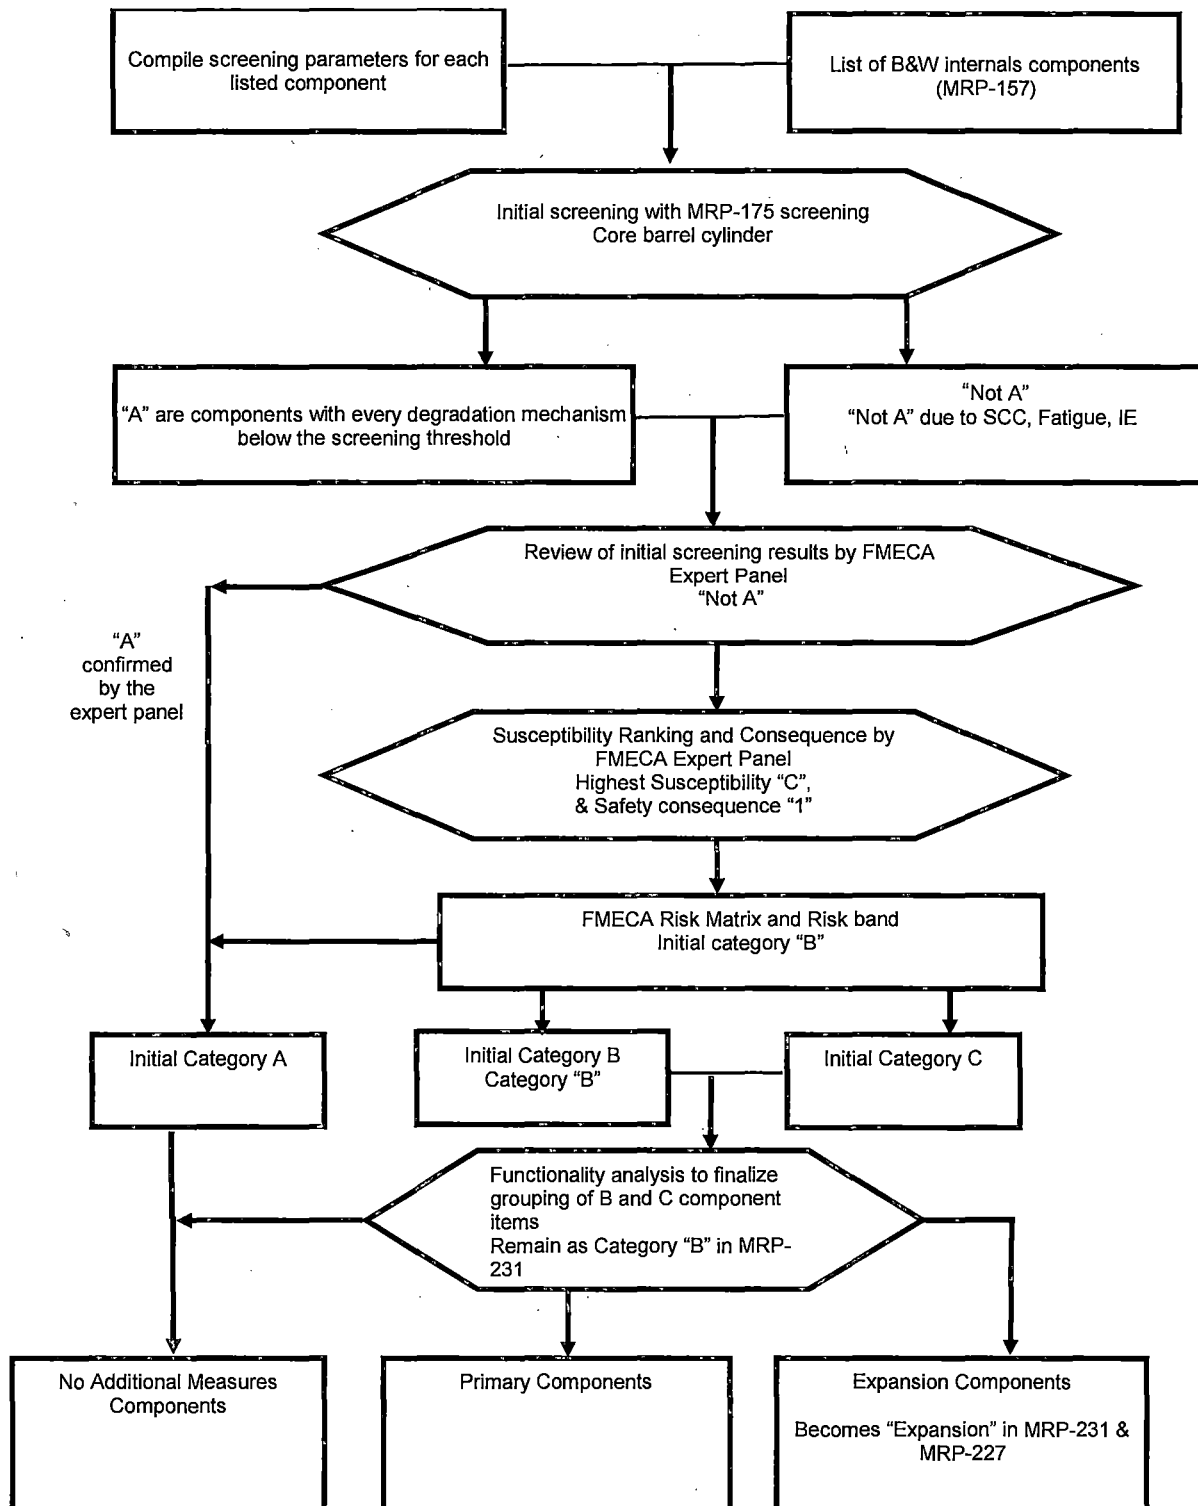 Compile screening parameters for each
listed component
List of B&W internals components
(MRP-157)
Initial screening with MRP-175 screening
Core barrel cylinder
"A" are components with every degradation mechanism
below the screening threshold
"Not A"
"Not A" due to SCC, Fatigue, IE
Review of initial screening results by FMECA
Expert Panel
"Not A"
"A"
confirmed
by the
expert panel
Susceptibility Ranking and Consequence by
FMECA Expert Panel
Highest Susceptibility "C",
& Safety consequence "1"
FMECA Risk Matrix and Risk band
Initial category "B"
Initial Category A
Initial Category B
Category "B"
Initial Category C
Functionality analysis to finalize
grouping of B and C component
items
Remain as Category "B" in MRP-
231
No Additional Measures
Components
Primary Components
Expansion Components
Becomes "Expansion" in MRP-231 &
MRP-227